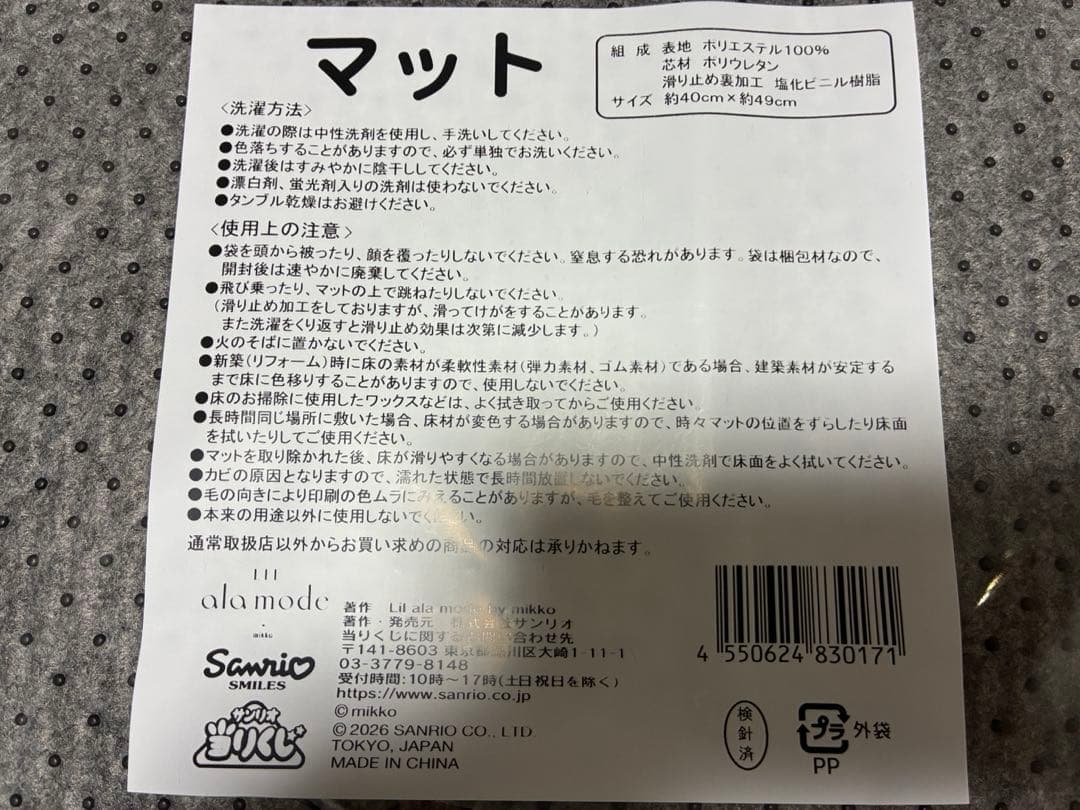 マット
組成 表地 ポリエステル100%
芯材 ポリウレタン
滑り止め裏加工 塩化ビニル樹脂
サイズ 約40cm×約49cm
〈洗濯方法〉
●洗濯の際は中性洗剤を使用し、手洗いしてください。
●色落ちすることがありますので、必ず単独でお洗いください。
●洗濯後はすみやかに陰干ししてください。
●漂白剤、蛍光剤入りの洗剤は使わないでください。
●タンブル乾燥はお避けください。
〈使用上の注意〉
●袋を頭から被ったり、顔を覆ったりしないでください。窒息する恐れがあります。袋は梱包材なので、
開封後は速やかに廃棄してください。
●飛び乗ったり、マットの上で跳ねたりしないでください。
(滑り止め加工をしておりますが、滑ってけがをすることがあります。
また洗濯をくり返すと滑り止め効果は次第に減少します。)
●火のそばに置かないでください。
●新築(リフォーム)時に床の素材が柔軟性素材(弾力素材、ゴム素材)である場合、建築素材が安定する
まで床に色移りすることがありますので、使用しないでください。
●床のお掃除に使用したワックスなどは、よく拭き取ってからご使用ください。
●長時間同じ場所に敷いた場合、床材が変色する場合がありますので、時々マットの位置をずらしたり床面
を拭いたりしてご使用ください。
●マットを取り除かれた後、床が滑りやすくなる場合がありますので、中性洗剤で床面をよく拭いてください。
●カビの原因となりますので、濡れた状態で長時間放置しないでください。
●毛の向きにより印刷の色ムラにみえることがありますが、毛を整えてご使用ください。
●本来の用途以外に使用しないでください。
通常取扱店以外からお買い求めの商品の対応は承りかねます。
lil
ala mode
mikko
Sanrio
SMILES
サンリオ
当りくじ
著作 Lil ala mode by mikko
著作・発売元 株式会社サンリオ
当りくじに関するお問い合わせ先
〒141-8603 東京都品川区大崎1-11-1
03-3779-8148
受付時間:10時〜17時(土日祝日を除く)
https://www.sanrio.co.jp
©mikko
©2026 SANRIO CO., LTD.
TOKYO, JAPAN
MADE IN CHINA
4 550624 830171
検針済
プラ 外袋
PP